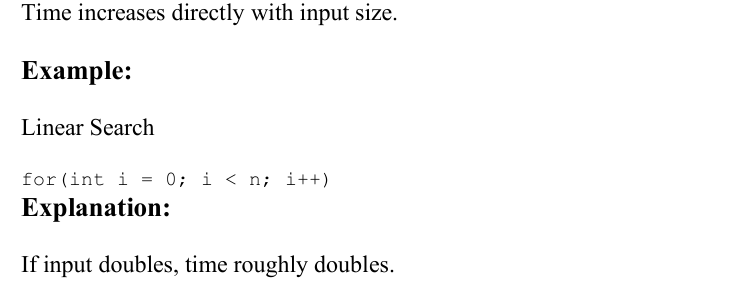 Time increases directly with input size.
Example:
Linear Search
for(int i = 0; i < n; i++)
Explanation:
If input doubles, time roughly doubles.